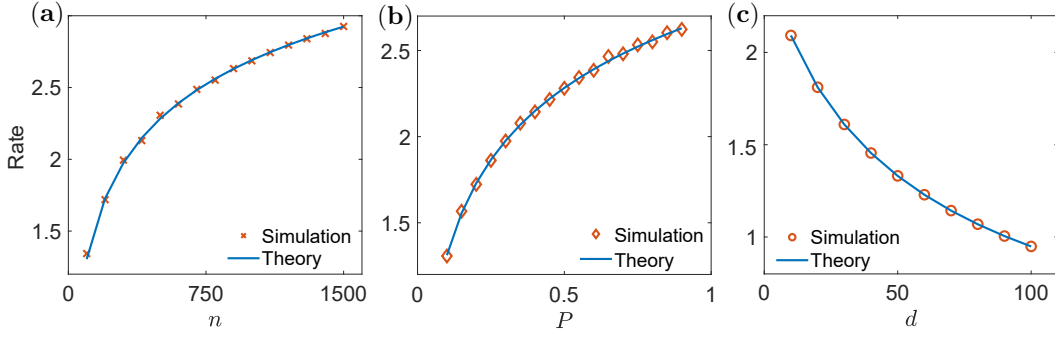 (a)
Rate
2.5
2
1.5
0
750
1500
n
× Simulation
Theory
(b)
2.5
2
1.5
0
0.5
1
P
◇ Simulation
Theory
(c)
2
1.5
1
0
50
100
d
○ Simulation
Theory